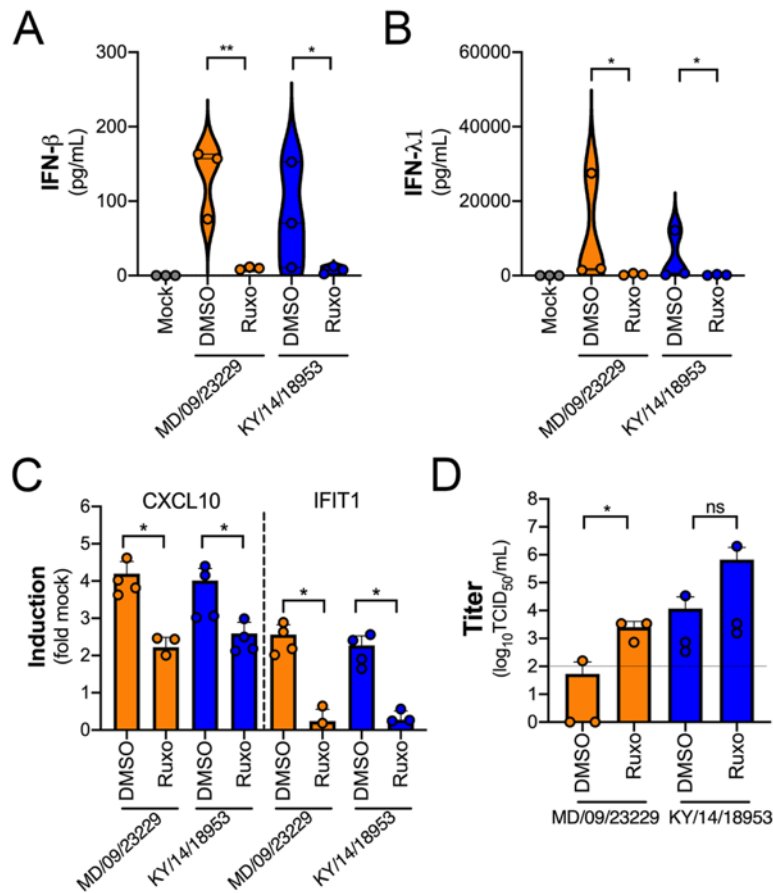 A
IFN-β
(pg/mL)
300
200
100
0
**
*
Mock
DMSO
Ruxo
DMSO
Ruxo
MD/09/23229
KY/14/18953
B
IFN-λ1
(pg/mL)
60000
40000
20000
0
*
*
Mock
DMSO
Ruxo
DMSO
Ruxo
MD/09/23229
KY/14/18953
C
CXCL10
IFIT1
Induction
(fold mock)
6
5
4
3
2
1
0
*
*
*
*
DMSO
Ruxo
DMSO
Ruxo
DMSO
Ruxo
DMSO
Ruxo
MD/09/23229
KY/14/18953
MD/09/23229
KY/14/18953
D
Titer
(log₁₀TCID₅₀/mL)
8
7
6
5
4
3
2
1
0
*
ns
DMSO
Ruxo
DMSO
Ruxo
MD/09/23229
KY/14/18953